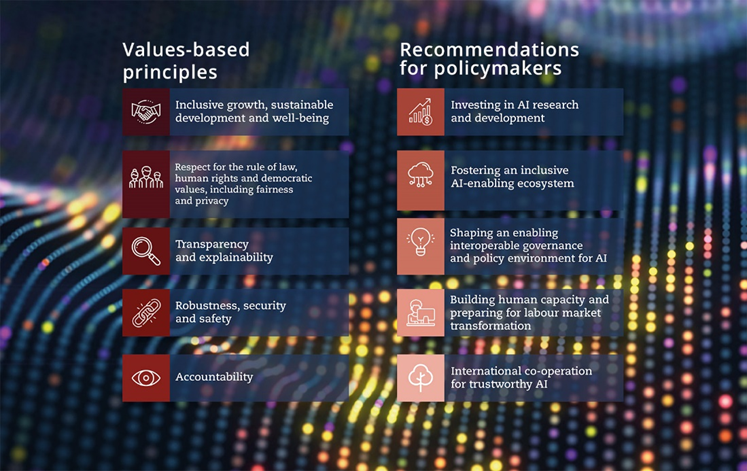 Values-based
principles
Inclusive growth, sustainable
development and well-being
Respect for the rule of law,
human rights and democratic
values, including fairness
and privacy
Transparency
and explainability
Robustness, security
and safety
Accountability
Recommendations
for policymakers
Investing in AI research
and development
Fostering an inclusive
AI-enabling ecosystem
Shaping an enabling
interoperable governance
and policy environment for AI
Building human capacity and
preparing for labour market
transformation
International co-operation
for trustworthy AI